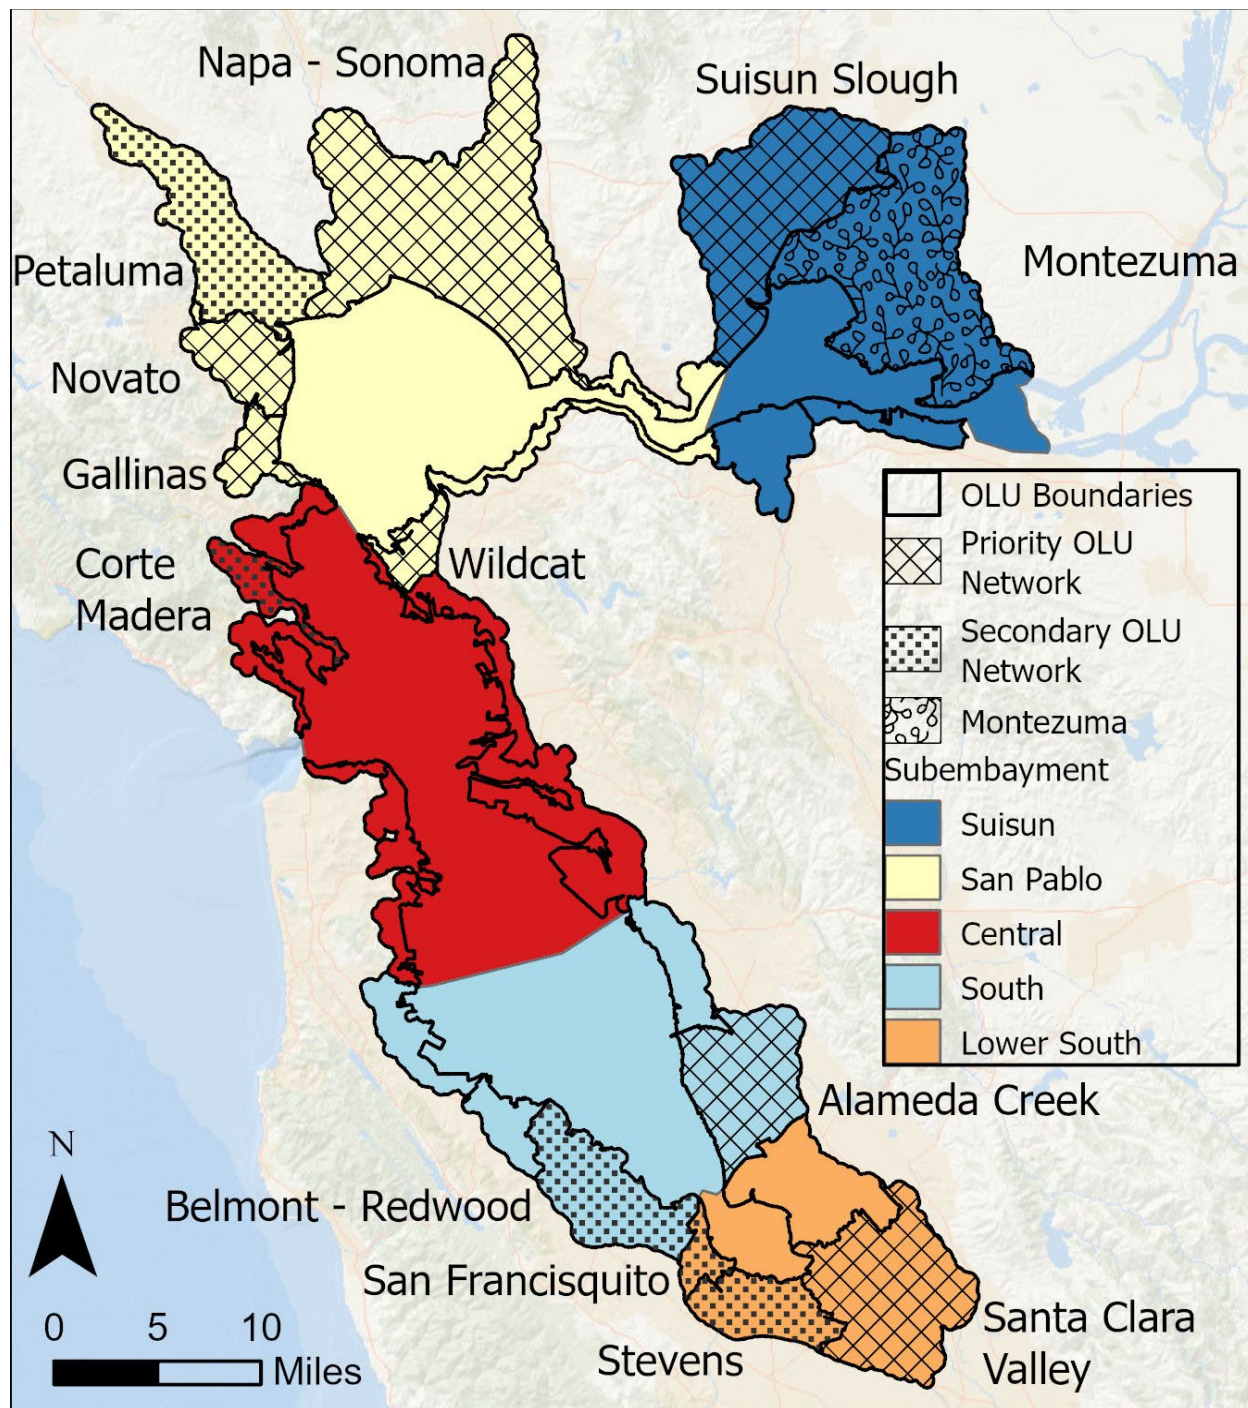 Napa - Sonoma
Suisun Slough
Petaluma
Montezuma
Novato
Gallinas
Corte
Madera
Wildcat
OLU Boundaries
Priority OLU
Network
Secondary OLU
Network
Montezuma
Subembayment
Suisun
San Pablo
Central
South
Lower South
Alameda Creek
Belmont - Redwood
San Francisquito
Stevens
Santa Clara
Valley
N
0 5 10
Miles